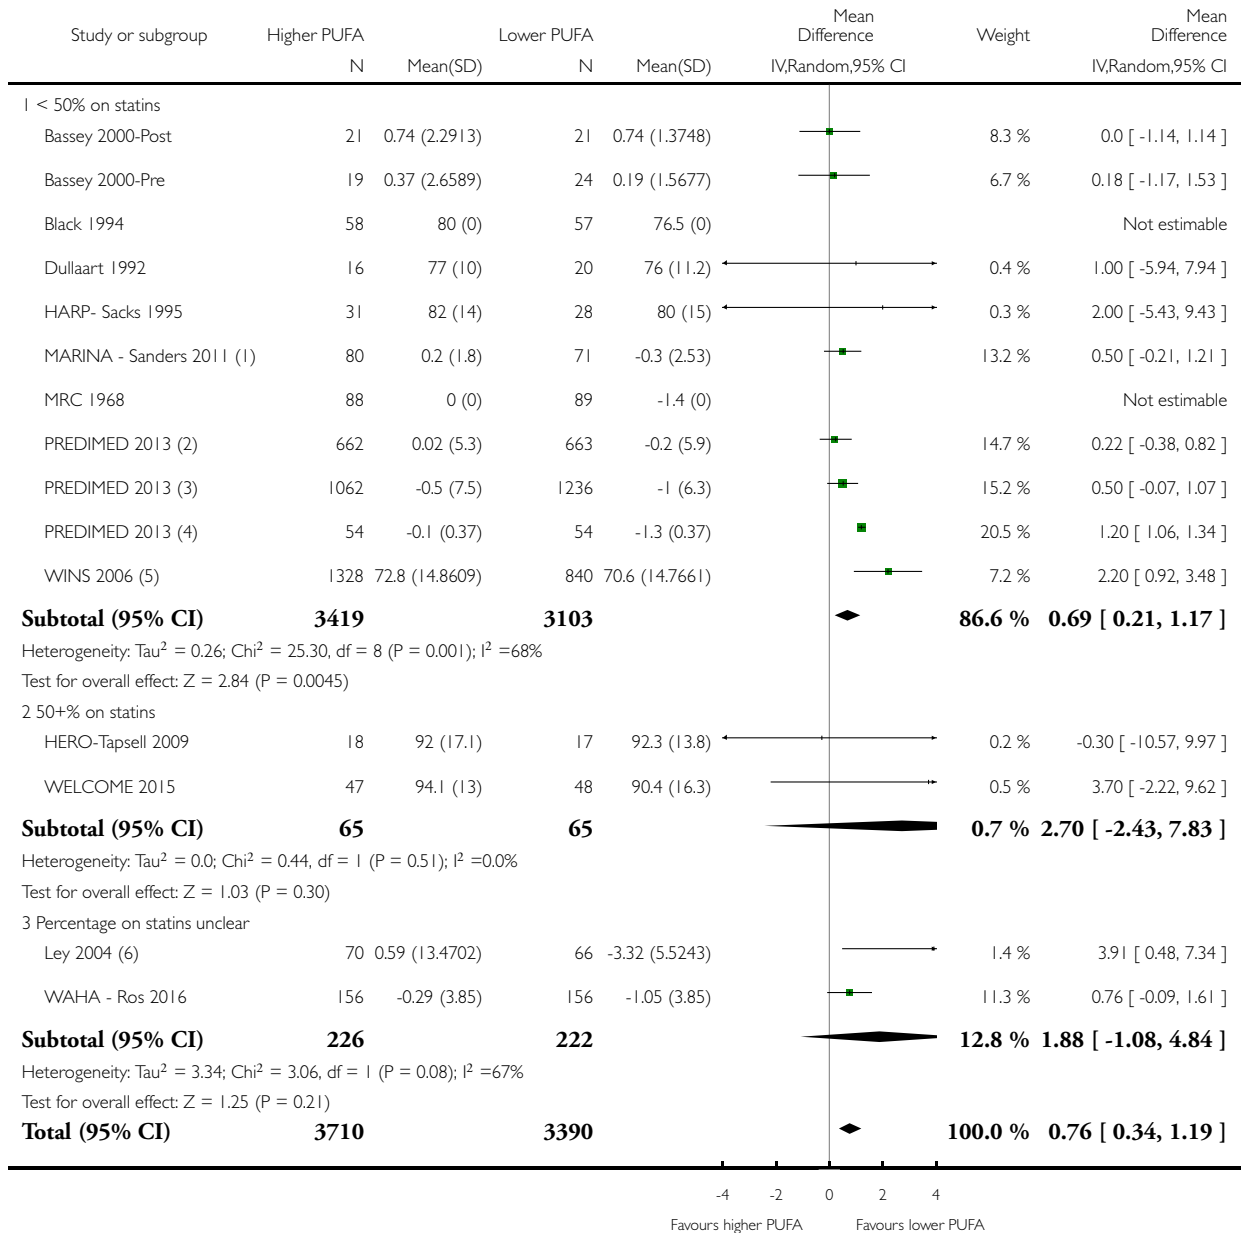 Study or subgroup Higher PUFA Lower PUFA Mean Difference Weight Mean Difference
N Mean(SD) N Mean(SD) IV,Random,95% CI IV,Random,95% CI
1 < 50% on statins
Bassey 2000-Post 21 0.74 (2.2913) 21 0.74 (1.3748) 8.3 % 0.0 [ -1.14, 1.14 ]
Bassey 2000-Pre 19 0.37 (2.6589) 24 0.19 (1.5677) 6.7 % 0.18 [ -1.17, 1.53 ]
Black 1994 58 80 (0) 57 76.5 (0) Not estimable
Dullaart 1992 16 77 (10) 20 76 (11.2) 0.4 % 1.00 [ -5.94, 7.94 ]
HARP- Sacks 1995 31 82 (14) 28 80 (15) 0.3 % 2.00 [ -5.43, 9.43 ]
MARINA - Sanders 2011 (1) 80 0.2 (1.8) 71 -0.3 (2.53) 13.2 % 0.50 [ -0.21, 1.21 ]
MRC 1968 88 0 (0) 89 -1.4 (0) Not estimable
PREDIMED 2013 (2) 662 0.02 (5.3) 663 -0.2 (5.9) 14.7 % 0.22 [ -0.38, 0.82 ]
PREDIMED 2013 (3) 1062 -0.5 (7.5) 1236 -1 (6.3) 15.2 % 0.50 [ -0.07, 1.07 ]
PREDIMED 2013 (4) 54 -0.1 (0.37) 54 -1.3 (0.37) 20.5 % 1.20 [ 1.06, 1.34 ]
WINS 2006 (5) 1328 72.8 (14.8609) 840 70.6 (14.7661) 7.2 % 2.20 [ 0.92, 3.48 ]
Subtotal (95% CI) 3419 3103 86.6 % 0.69 [ 0.21, 1.17 ]
Heterogeneity: Tau² = 0.26; Chi² = 25.30, df = 8 (P = 0.001); I² =68%
Test for overall effect: Z = 2.84 (P = 0.0045)
2 50+% on statins
HERO-Tapsell 2009 18 92 (17.1) 17 92.3 (13.8) 0.2 % -0.30 [ -10.57, 9.97 ]
WELCOME 2015 47 94.1 (13) 48 90.4 (16.3) 0.5 % 3.70 [ -2.22, 9.62 ]
Subtotal (95% CI) 65 65 0.7 % 2.70 [ -2.43, 7.83 ]
Heterogeneity: Tau² = 0.0; Chi² = 0.44, df = 1 (P = 0.51); I² =0.0%
Test for overall effect: Z = 1.03 (P = 0.30)
3 Percentage on statins unclear
Ley 2004 (6) 70 0.59 (13.4702) 66 -3.32 (5.5243) 1.4 % 3.91 [ 0.48, 7.34 ]
WAHA - Ros 2016 156 -0.29 (3.85) 156 -1.05 (3.85) 11.3 % 0.76 [ -0.09, 1.61 ]
Subtotal (95% CI) 226 222 12.8 % 1.88 [ -1.08, 4.84 ]
Heterogeneity: Tau² = 3.34; Chi² = 3.06, df = 1 (P = 0.08); I² =67%
Test for overall effect: Z = 1.25 (P = 0.21)
Total (95% CI) 3710 3390 100.0 % 0.76 [ 0.34, 1.19 ]
-4 -2 0 2 4
Favours higher PUFA Favours lower PUFA